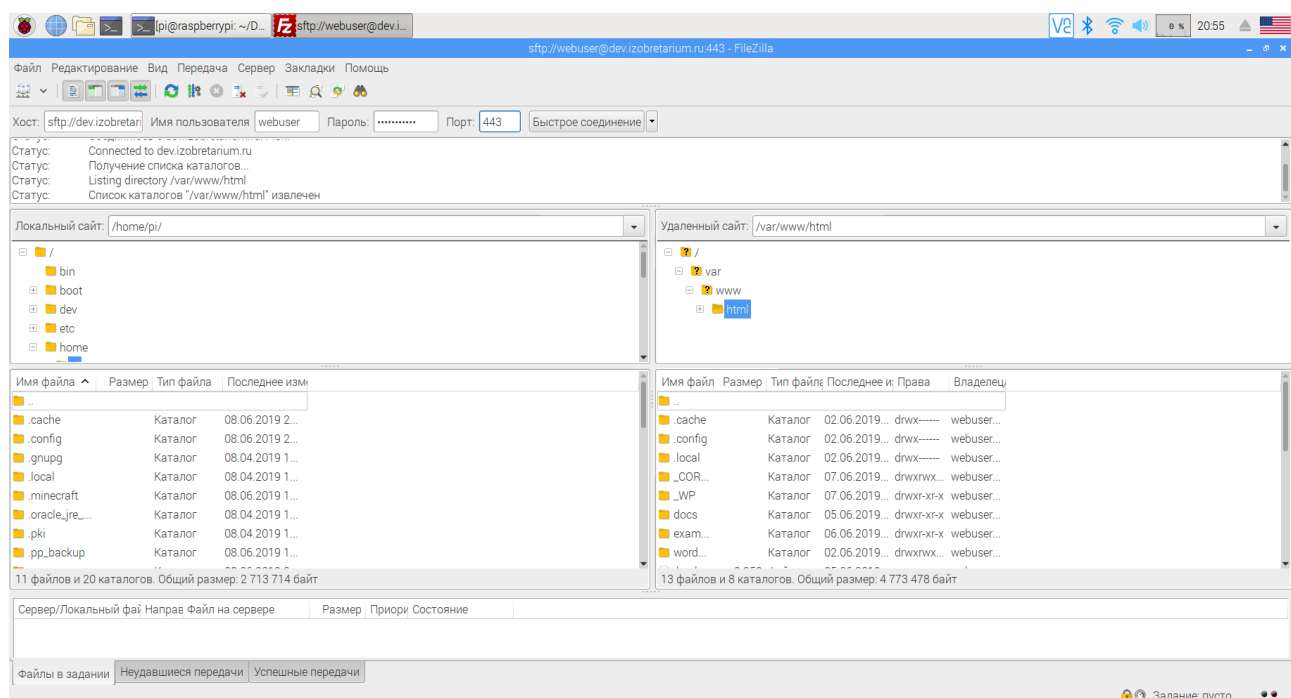 [pi@raspberrypi: ~/D... sftp://webuser@dev.i... 0 % 20:55
sftp://webuser@dev.izobretarium.ru:443 - FileZilla
Файл Редактирование Вид Передача Сервер Закладки Помощь
Хост: sftp://dev.izobretari Имя пользователя webuser Пароль: ••••••••••• Порт: 443 Быстрое соединение
Статус: Connected to dev.izobretarium.ru
Статус: Получение списка каталогов...
Статус: Listing directory /var/www/html
Статус: Список каталогов "/var/www/html" извлечен
Локальный сайт: /home/pi/
/
bin
boot
dev
etc
home
Удаленный сайт: /var/www/html
/
var
www
html
Имя файла Размер Тип файла Последнее изм
..
.cache Каталог 08.06.2019 2...
.config Каталог 08.06.2019 2...
.gnupg Каталог 08.04.2019 1...
.local Каталог 08.04.2019 1...
.minecraft Каталог 08.06.2019 1...
.oracle_jre_... Каталог 08.04.2019 1...
.pki Каталог 08.04.2019 1...
.pp_backup Каталог 08.06.2019 1...
11 файлов и 20 каталогов. Общий размер: 2 713 714 байт
Имя файл Размер Тип файла Последнее и Права Владелец/
..
.cache Каталог 02.06.2019... drwx------ webuser...
.config Каталог 02.06.2019... drwx------ webuser...
.local Каталог 02.06.2019... drwx------ webuser...
_COR... Каталог 07.06.2019... drwxrwx... webuser...
_WP Каталог 07.06.2019... drwxr-xr-x webuser...
docs Каталог 05.06.2019... drwxr-xr-x webuser...
exam... Каталог 06.06.2019... drwxr-xr-x webuser...
word... Каталог 02.06.2019... drwxrwx... webuser...
13 файлов и 8 каталогов. Общий размер: 4 773 478 байт
Сервер/Локальный фай Направ Файл на сервере Размер Приори Состояние
Файлы в задании Неудавшиеся передачи Успешные передачи
Задание: пусто